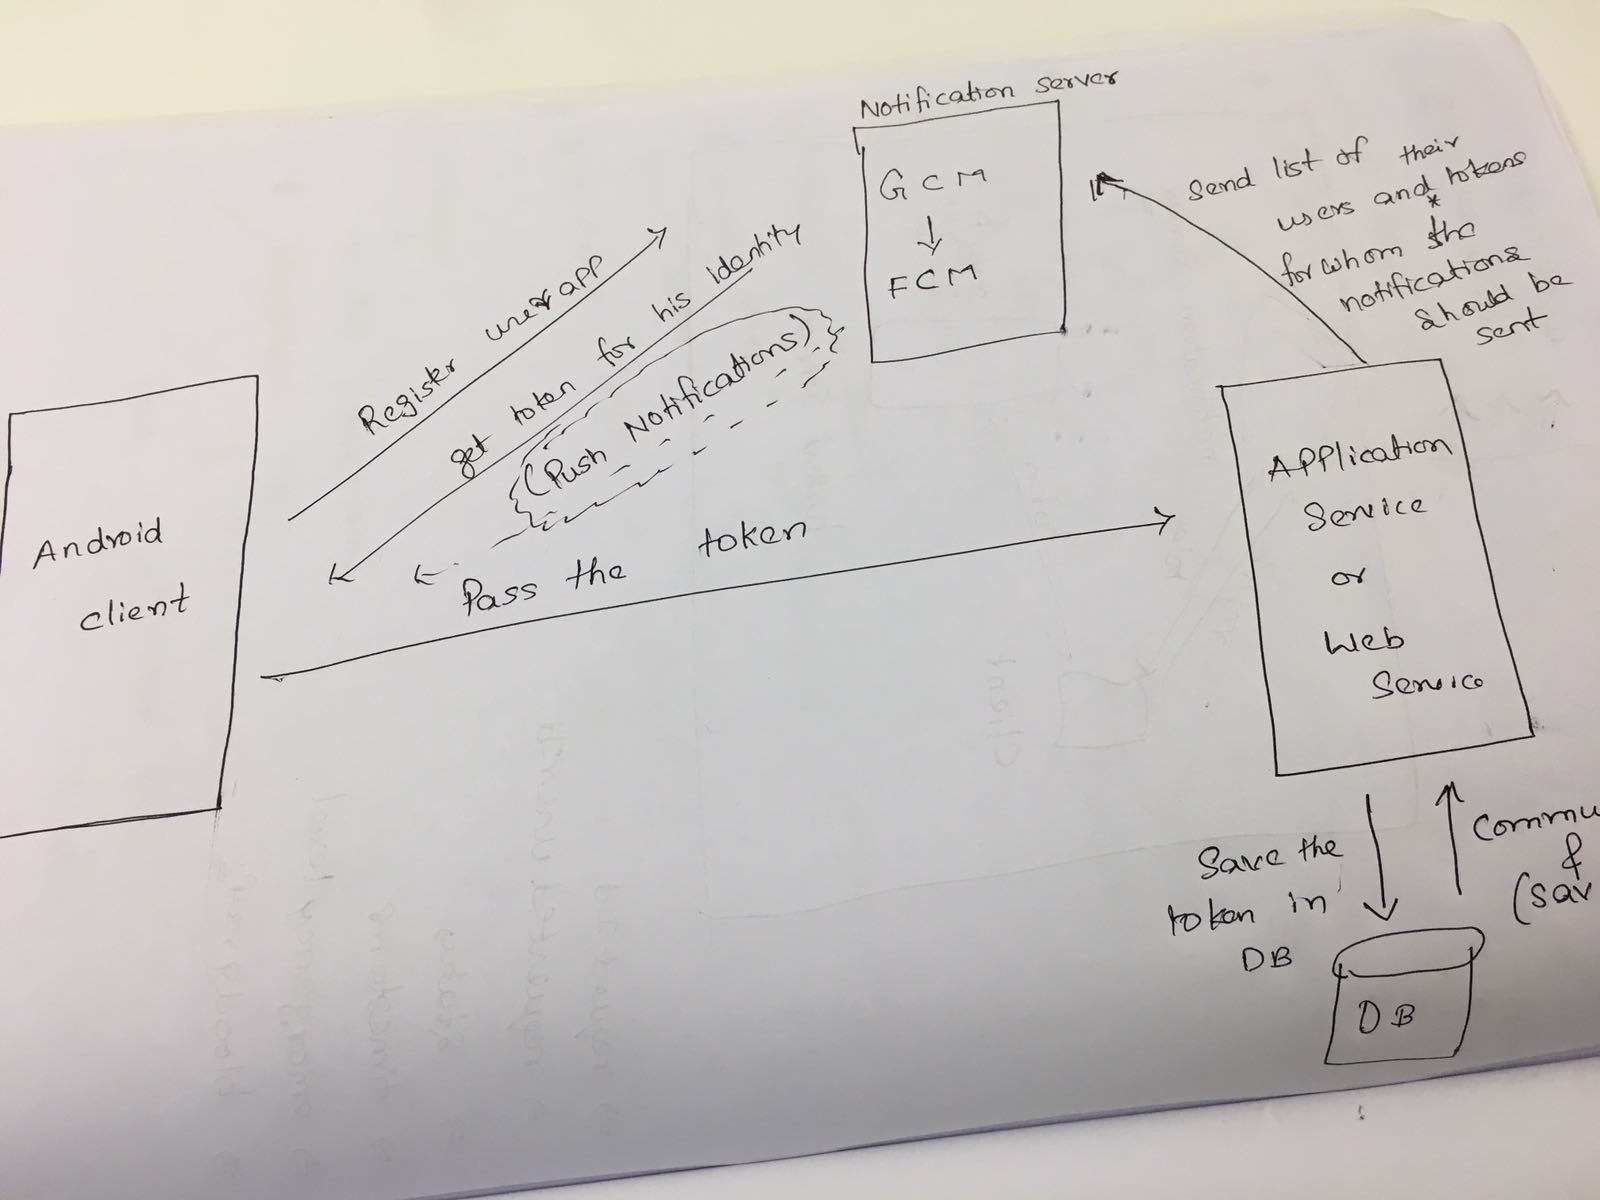 Notification Server
GCM
↓
FCM
Send list of their
users and tokens
*
for whom the
notifications
should be
sent
Register user app
get token for his identity
(Push Notifications)
Pass the token
Android
client
Application
Service
or
Web
Service
Save the
token in
DB
Commu
&
(sav
DB
client